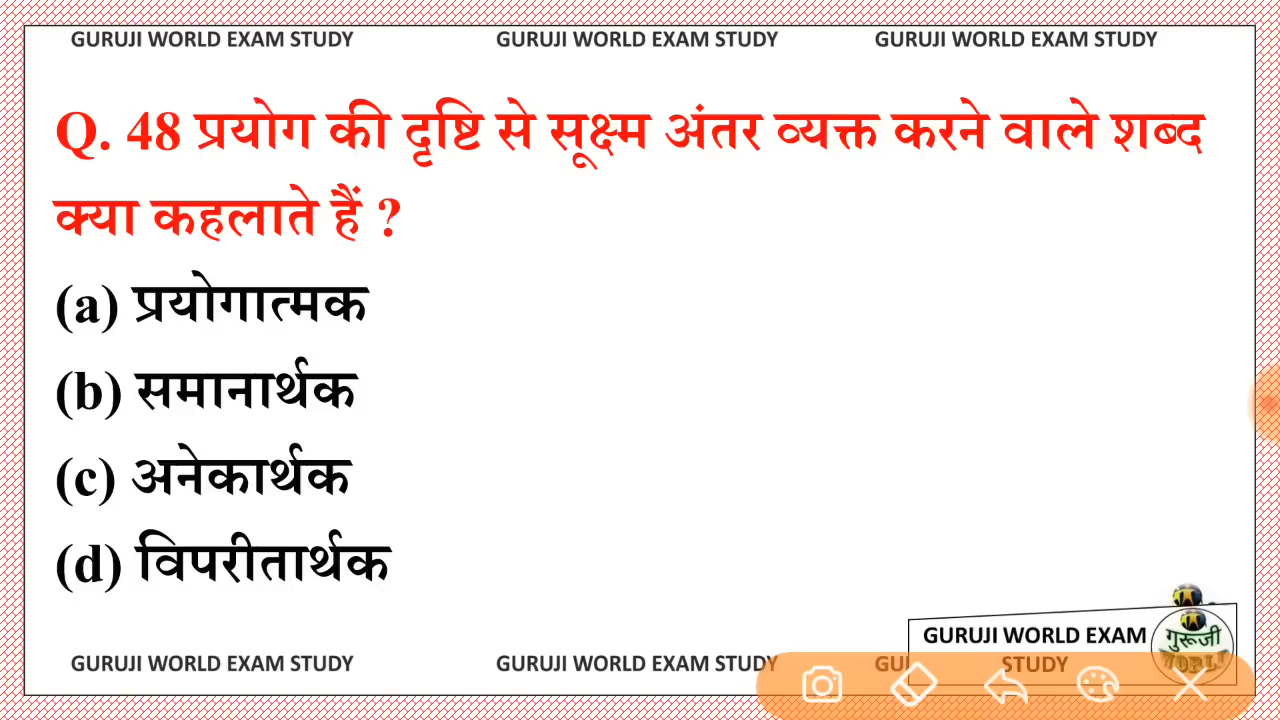 GURUJI WORLD EXAM STUDY GURUJI WORLD EXAM STUDY GURUJI WORLD EXAM STUDY
Q. 48 प्रयोग की दृष्टि से सूक्ष्म अंतर व्यक्त करने वाले शब्द
क्या कहलाते हैं ?
(a) प्रयोगात्मक
(b) समानार्थक
(c) अनेकार्थक
(d) विपरीतार्थक
GURUJI WORLD EXAM
STUDY
गुरूजी
WORLD
GURUJI WORLD EXAM STUDY GURUJI WORLD EXAM STUDY GU